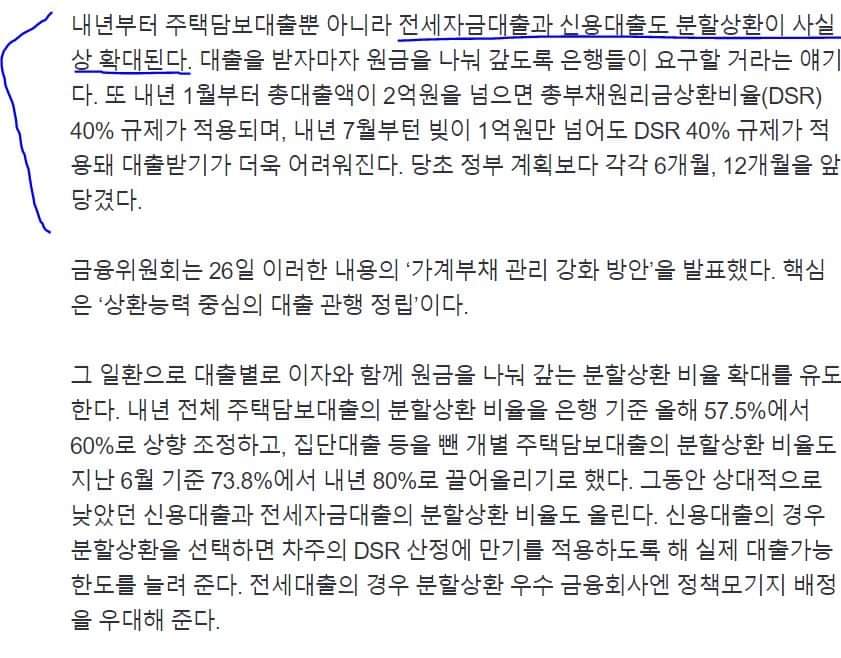 내년부터 주택담보대출뿐 아니라 전세자금대출과 신용대출도 분할상환이 사실
상 확대된다. 대출을 받자마자 원금을 나눠 갚도록 은행들이 요구할 거라는 얘기
다. 또 내년 1월부터 총대출액이 2억원을 넘으면 총부채원리금상환비율(DSR)
40% 규제가 적용되며, 내년 7월부턴 빚이 1억원만 넘어도 DSR 40% 규제가 적
용돼 대출받기가 더욱 어려워진다. 당초 정부 계획보다 각각 6개월, 12개월을 앞
당겼다.
금융위원회는 26일 이러한 내용의 ‘가계부채 관리 강화 방안’을 발표했다. 핵심
은 ‘상환능력 중심의 대출 관행 정립’이다.
그 일환으로 대출별로 이자와 함께 원금을 나눠 갚는 분할상환 비율 확대를 유도
한다. 내년 전체 주택담보대출의 분할상환 비율을 은행 기준 올해 57.5%에서
60%로 상향 조정하고, 집단대출 등을 뺀 개별 주택담보대출의 분할상환 비율도
지난 6월 기준 73.8%에서 내년 80%로 끌어올리기로 했다. 그동안 상대적으로
낮았던 신용대출과 전세자금대출의 분할상환 비율도 올린다. 신용대출의 경우
분할상환을 선택하면 차주의 DSR 산정에 만기를 적용하도록 해 실제 대출가능
한도를 늘려 준다. 전세대출의 경우 분할상환 우수 금융회사엔 정책모기지 배정
을 우대해 준다.